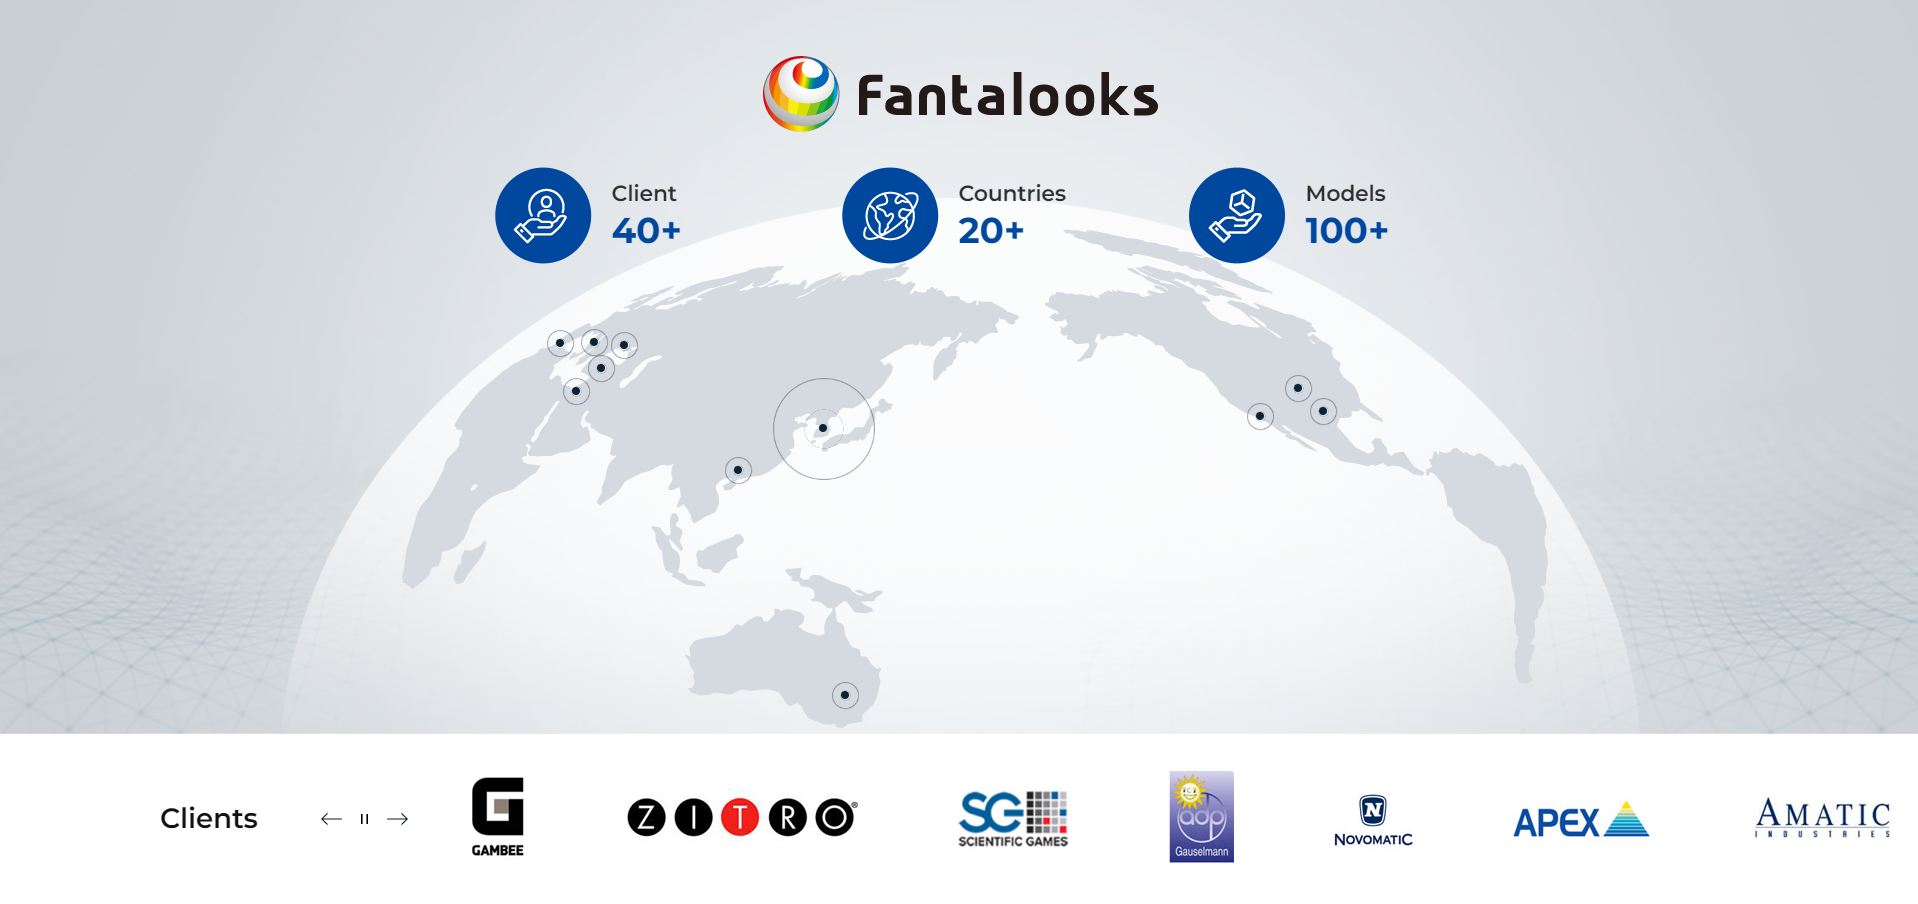 Fantalooks
Client
40+
Countries
20+
Models
100+
Clients
GAMBEE
ZITRO®
SG
SCIENTIFIC GAMES
adp
Gauselmann
N
NOVOMATIC
APEX
AMATIC
INDUSTRIES